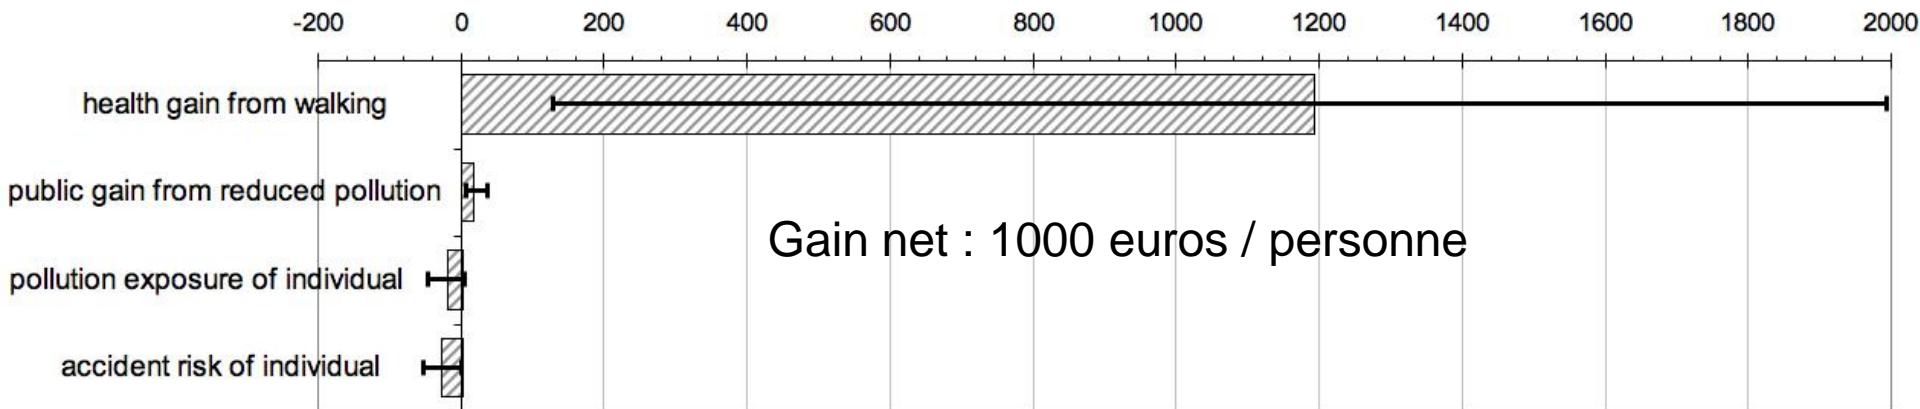 -200 0 200 400 600 800 1000 1200 1400 1600 1800 2000
health gain from walking
public gain from reduced pollution
Gain net : 1000 euros / personne
pollution exposure of individual
accident risk of individual